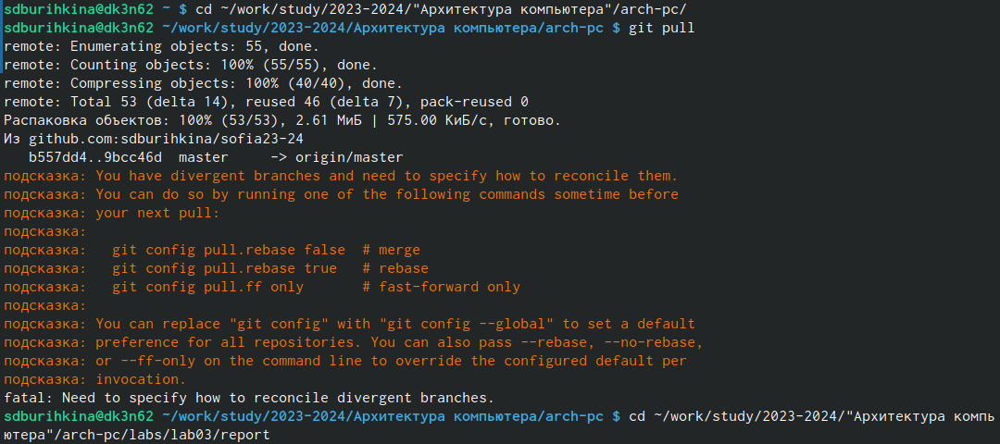 sdburihkina@dk3n62 ~ $ cd ~/work/study/2023-2024/"Архитектура компьютера"/arch-pc/
sdburihkina@dk3n62 ~/work/study/2023-2024/Архитектура компьютера/arch-pc $ git pull
remote: Enumerating objects: 55, done.
remote: Counting objects: 100% (55/55), done.
remote: Compressing objects: 100% (40/40), done.
remote: Total 53 (delta 14), reused 46 (delta 7), pack-reused 0
Распаковка объектов: 100% (53/53), 2.61 МиБ | 575.00 КиБ/с, готово.
Из github.com:sdburihkina/sofia23-24
   b557dd4..9bcc46d  master     -> origin/master
подсказка: You have divergent branches and need to specify how to reconcile them.
подсказка: You can do so by running one of the following commands sometime before
подсказка: your next pull:
подсказка:
подсказка:   git config pull.rebase false  # merge
подсказка:   git config pull.rebase true   # rebase
подсказка:   git config pull.ff only       # fast-forward only
подсказка:
подсказка: You can replace "git config" with "git config --global" to set a default
подсказка: preference for all repositories. You can also pass --rebase, --no-rebase,
подсказка: or --ff-only on the command line to override the configured default per
подсказка: invocation.
fatal: Need to specify how to reconcile divergent branches.
sdburihkina@dk3n62 ~/work/study/2023-2024/Архитектура компьютера/arch-pc $ cd ~/work/study/2023-2024/"Архитектура компь
ютера"/arch-pc/labs/lab03/report